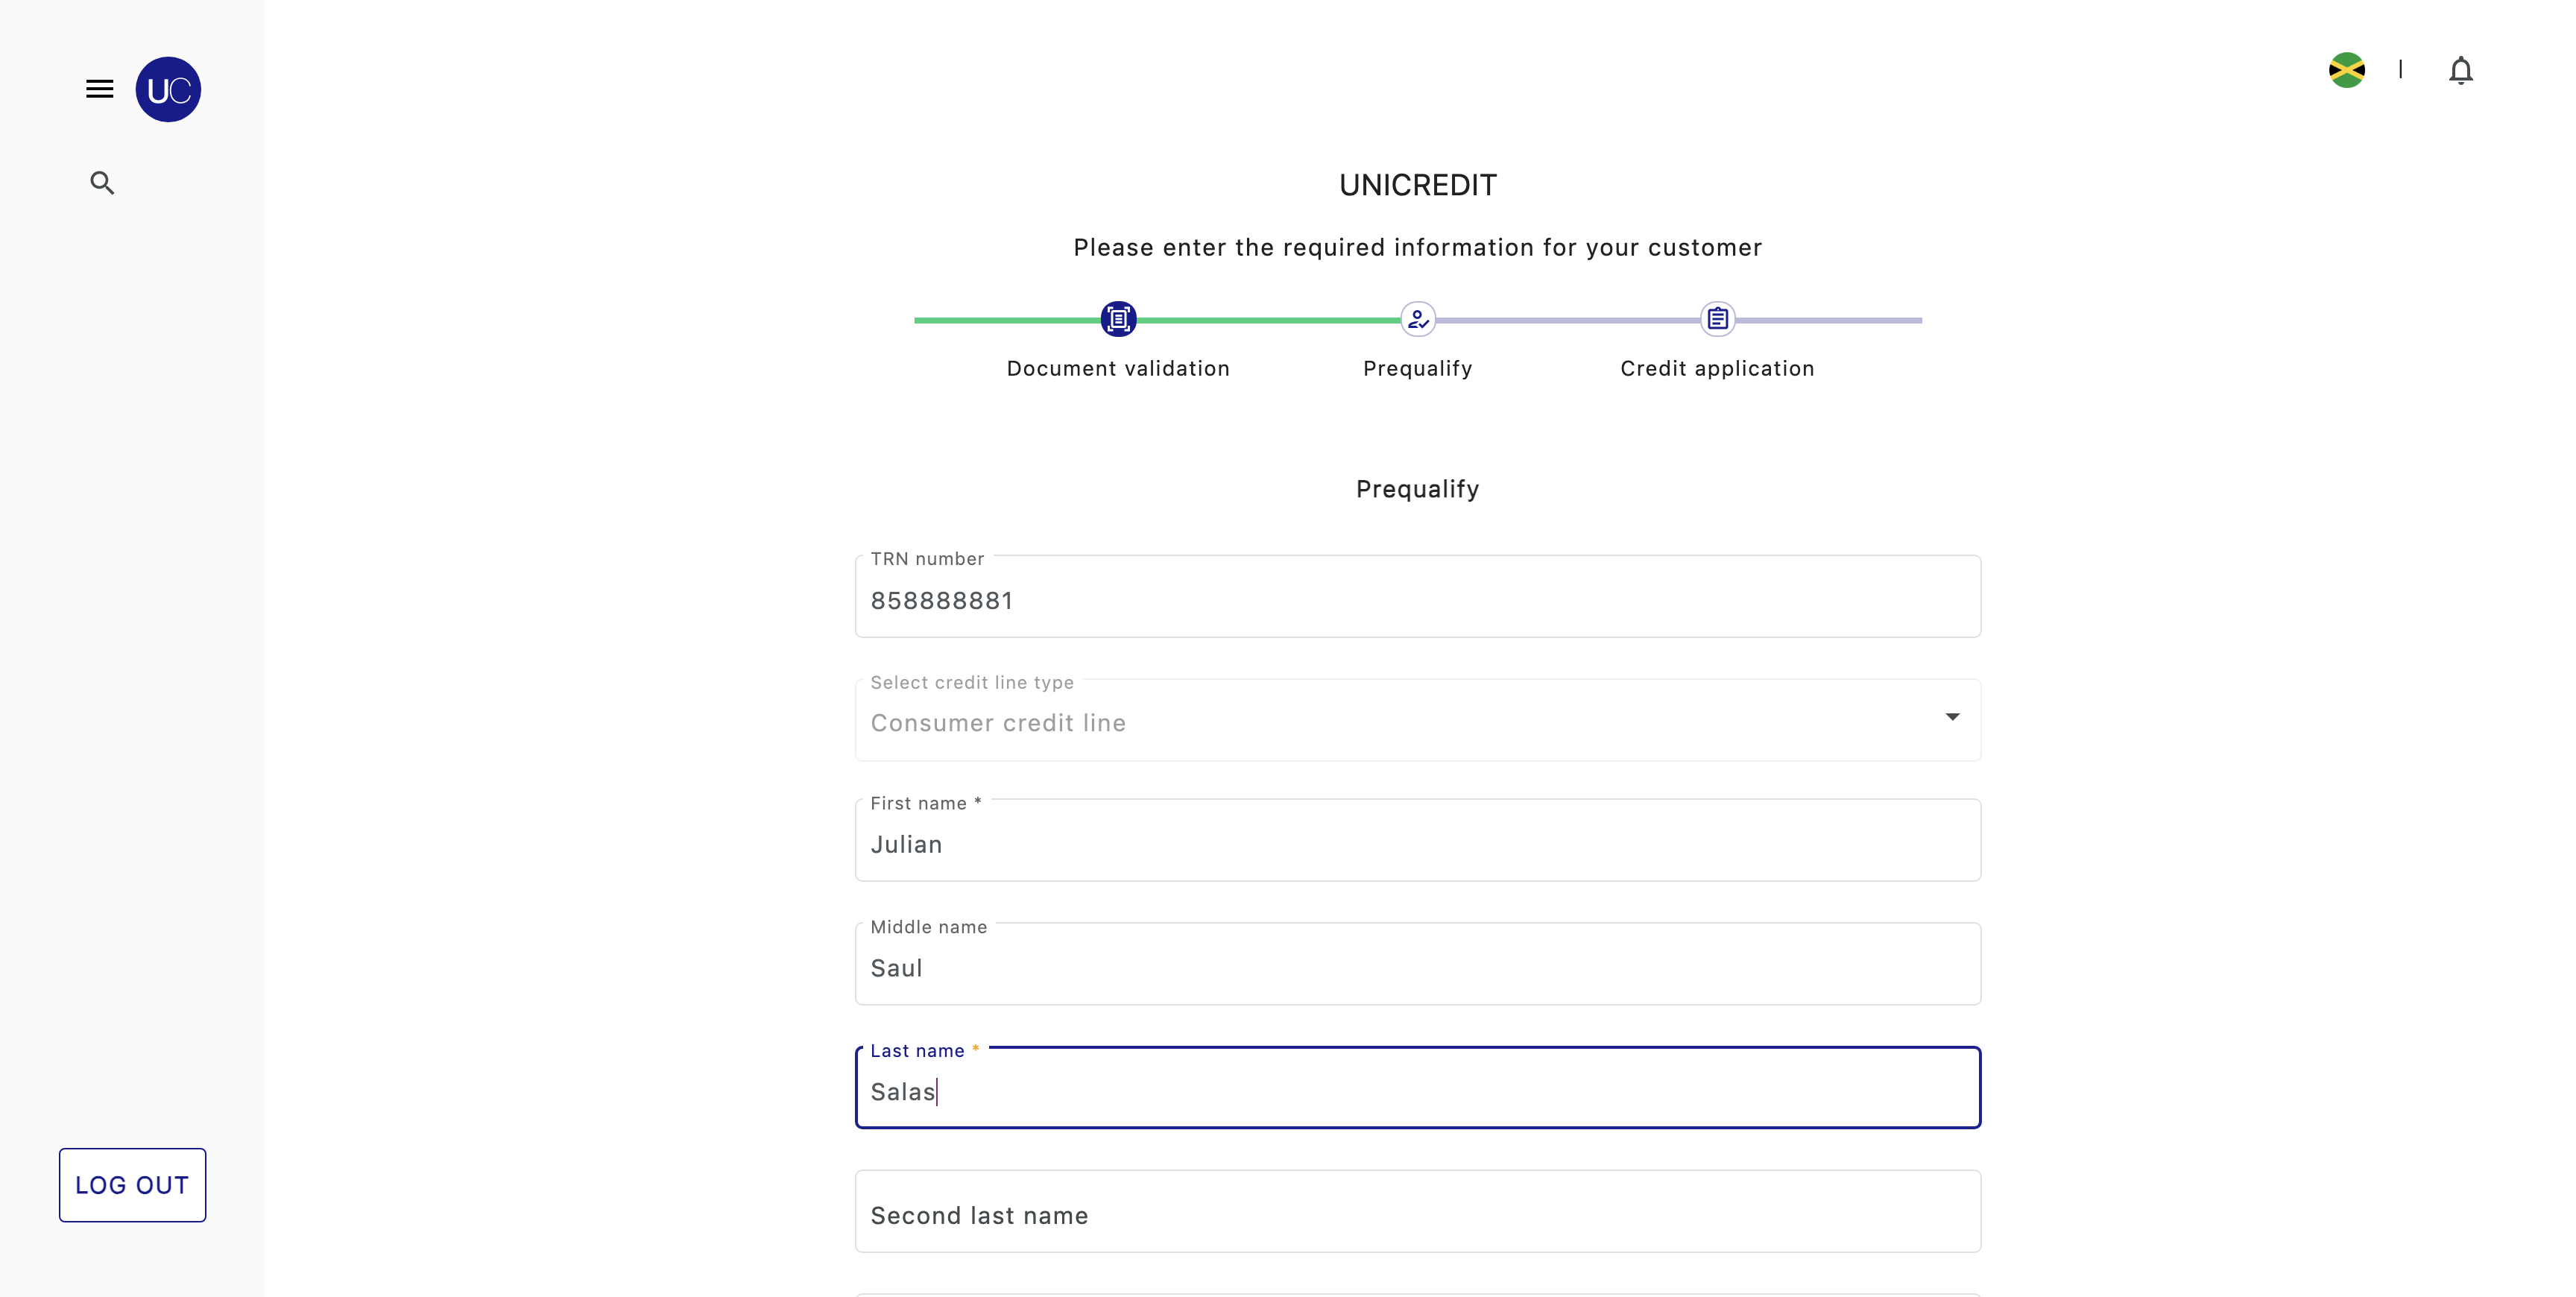 UC
UNICREDIT
Please enter the required information for your customer
Document validation
Prequalify
Credit application
Prequalify
TRN number
858888881
Select credit line type
Consumer credit line
First name *
Julian
Middle name
Saul
Last name *
Salas
Second last name
LOG OUT